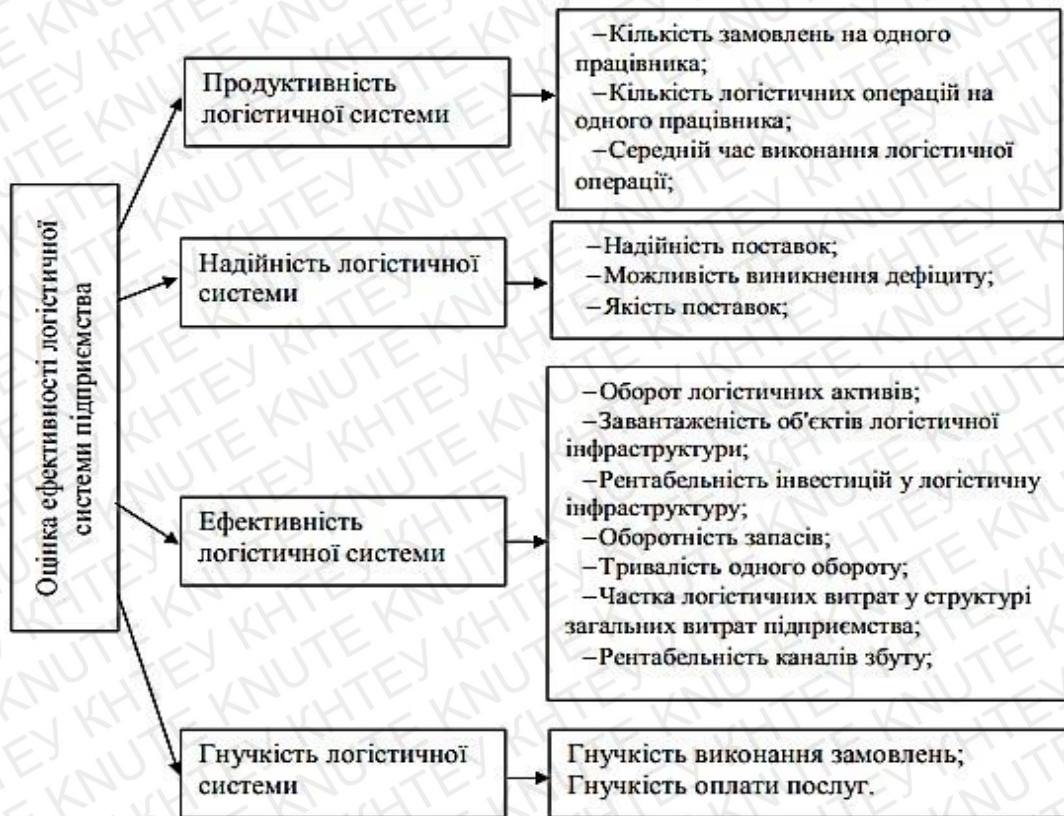 Оцінка ефективності логістичної
системи підприємства
Продуктивність
логістичної системи
–Кількість замовлень на одного
працівника;
–Кількість логістичних операцій на
одного працівника;
–Середній час виконання логістичної
операції;
Надійність логістичної
системи
–Надійність поставок;
–Можливість виникнення дефіциту;
–Якість поставок;
Ефективність
логістичної системи
–Оборот логістичних активів;
–Завантаженість об'єктів логістичної
інфраструктури;
–Рентабельність інвестицій у логістичну
інфраструктуру;
–Оборотність запасів;
–Тривалість одного обороту;
–Частка логістичних витрат у структурі
загальних витрат підприємства;
–Рентабельність каналів збуту;
Гнучкість логістичної
системи
Гнучкість виконання замовлень;
Гнучкість оплати послуг.
КНТЕУ KNUTE